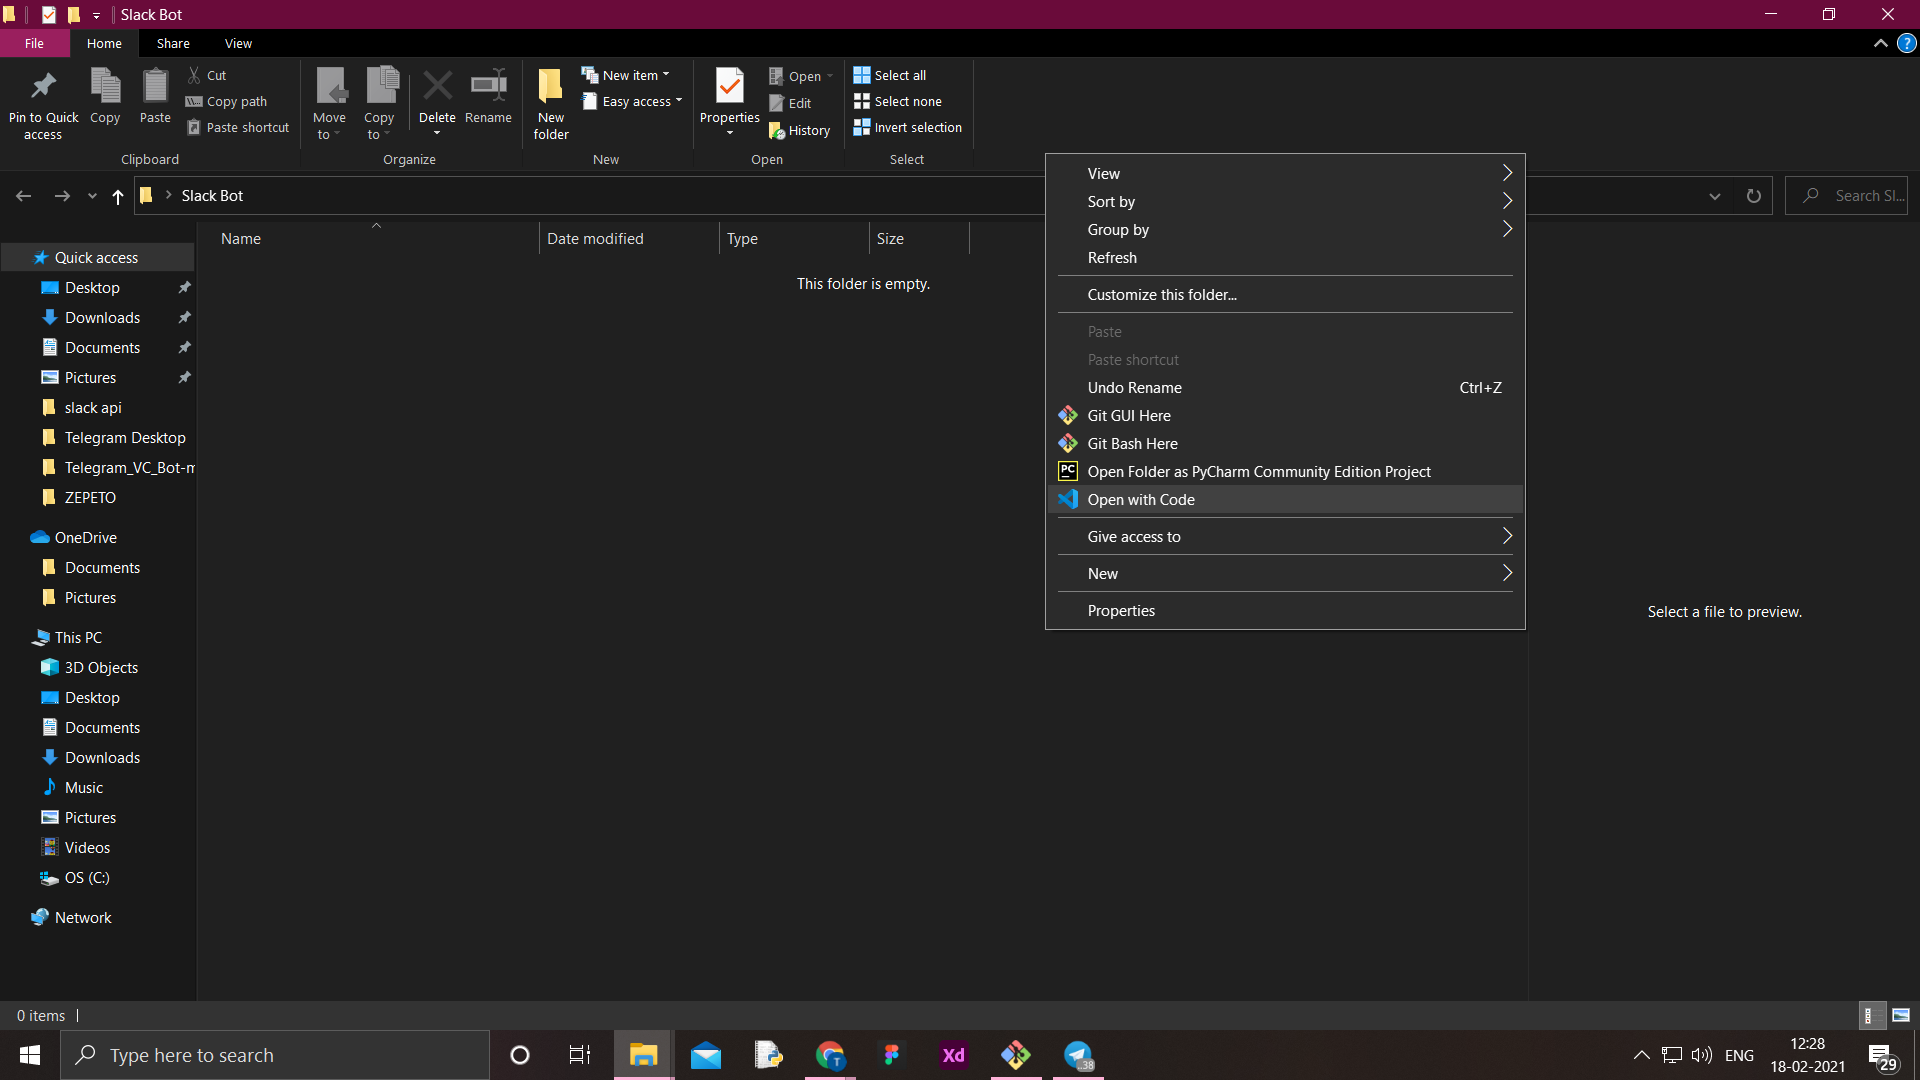 Slack Bot
File Home Share View
Pin to Quick access
Copy
Paste
Cut
Copy path
Paste shortcut
Clipboard
Move to
Copy to
Delete
Rename
Organize
New folder
New item
Easy access
New
Properties
Open
Edit
History
Open
Select all
Select none
Invert selection
Select
Slack Bot
Search Sl...
Name Date modified Type Size
This folder is empty.
Quick access
Desktop
Downloads
Documents
Pictures
slack api
Telegram Desktop
Telegram_VC_Bot-m
ZEPETO
OneDrive
Documents
Pictures
This PC
3D Objects
Desktop
Documents
Downloads
Music
Pictures
Videos
OS (C:)
Network
View
Sort by
Group by
Refresh
Customize this folder...
Paste
Paste shortcut
Undo Rename Ctrl+Z
Git GUI Here
Git Bash Here
PC Open Folder as PyCharm Community Edition Project
Open with Code
Give access to
New
Properties
Select a file to preview.
0 items
Type here to search
T
Xd
38
ENG
12:28
18-02-2021
29